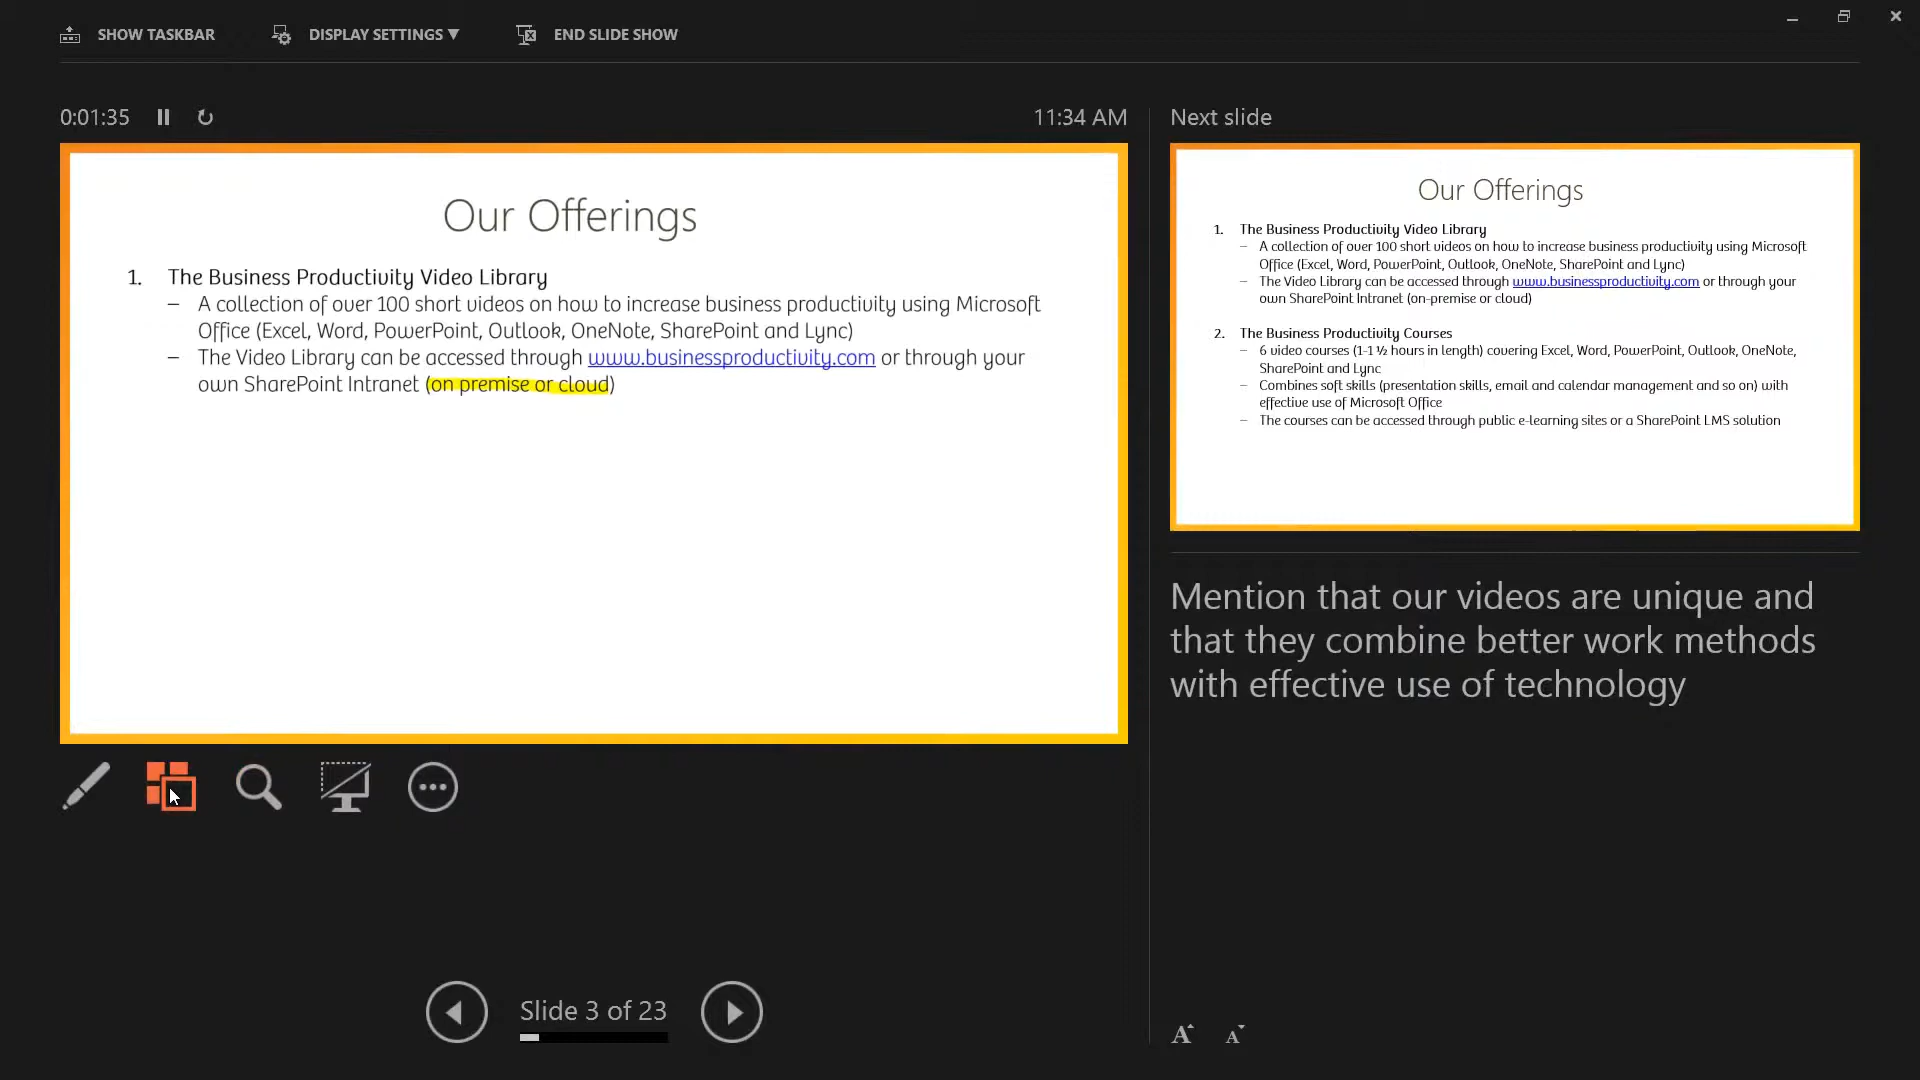 SHOW TASKBAR
DISPLAY SETTINGS ▼
END SLIDE SHOW
0:01:35
11:34 AM
Our Offerings
1. The Business Productivity Video Library
– A collection of over 100 short videos on how to increase business productivity using Microsoft
Office (Excel, Word, PowerPoint, Outlook, OneNote, SharePoint and Lync)
– The Video Library can be accessed through www.businessproductivity.com or through your
own SharePoint Intranet (on premise or cloud)
Slide 3 of 23
Next slide
Our Offerings
1. The Business Productivity Video Library
– A collection of over 100 short videos on how to increase business productivity using Microsoft
Office (Excel, Word, PowerPoint, Outlook, OneNote, SharePoint and Lync)
– The Video Library can be accessed through www.businessproductivity.com or through your
own SharePoint Intranet (on-premise or cloud)
2. The Business Productivity Courses
– 6 video courses (1-1 ½ hours in length) covering Excel, Word, PowerPoint, Outlook, OneNote,
SharePoint and Lync
– Combines soft skills (presentation skills, email and calendar management and so on) with
effective use of Microsoft Office
– The courses can be accessed through public e-learning sites or a SharePoint LMS solution
Mention that our videos are unique and
that they combine better work methods
with effective use of technology
A A